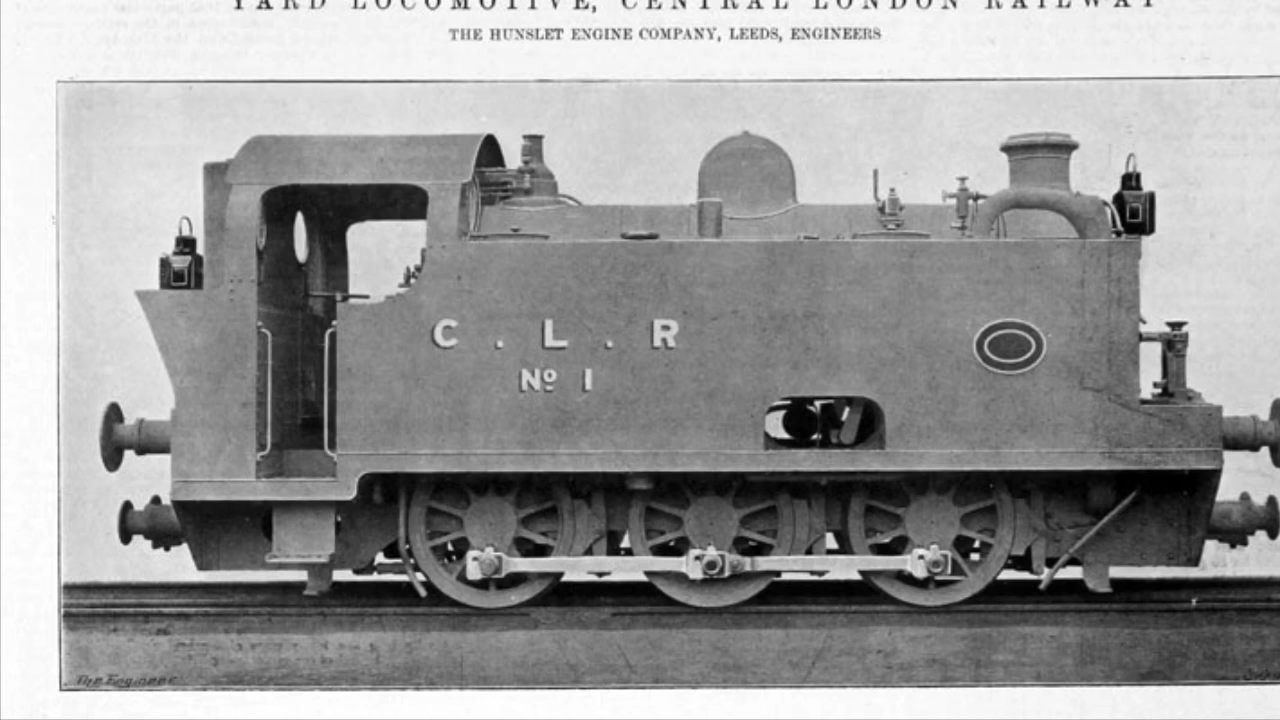 YARD LOCOMOTIVE, CENTRAL LONDON RAILWAY
THE HUNSLET ENGINE COMPANY, LEEDS, ENGINEERS
C . L . R
Nº 1
The Engineer